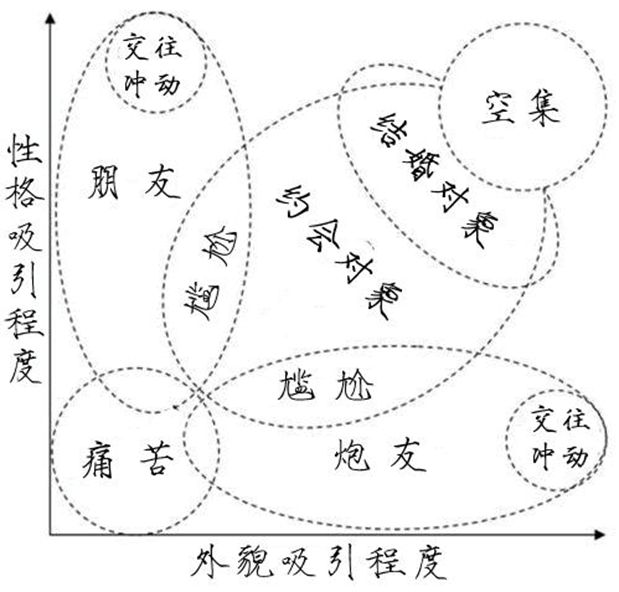 交往
冲动
空集
结婚对象
朋友
约会对象
尴尬
性格吸引程度
尴尬
交往
冲动
痛苦
炮友
外貌吸引程度